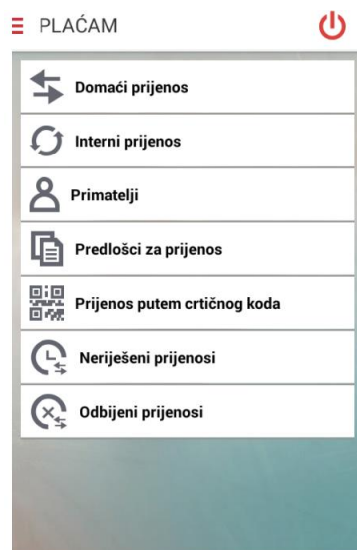 PLAĆAM
Domaći prijenos
Interni prijenos
Primatelji
Predlošci za prijenos
Prijenos putem crtičnog koda
Neriješeni prijenosi
Odbijeni prijenosi